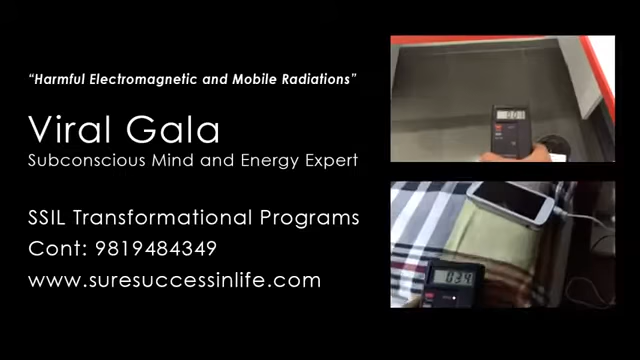 “Harmful Electromagnetic and Mobile Radiations”
Viral Gala
Subconscious Mind and Energy Expert
SSIL Transformational Programs
Cont: 9819484349
www.suresuccessinlife.com